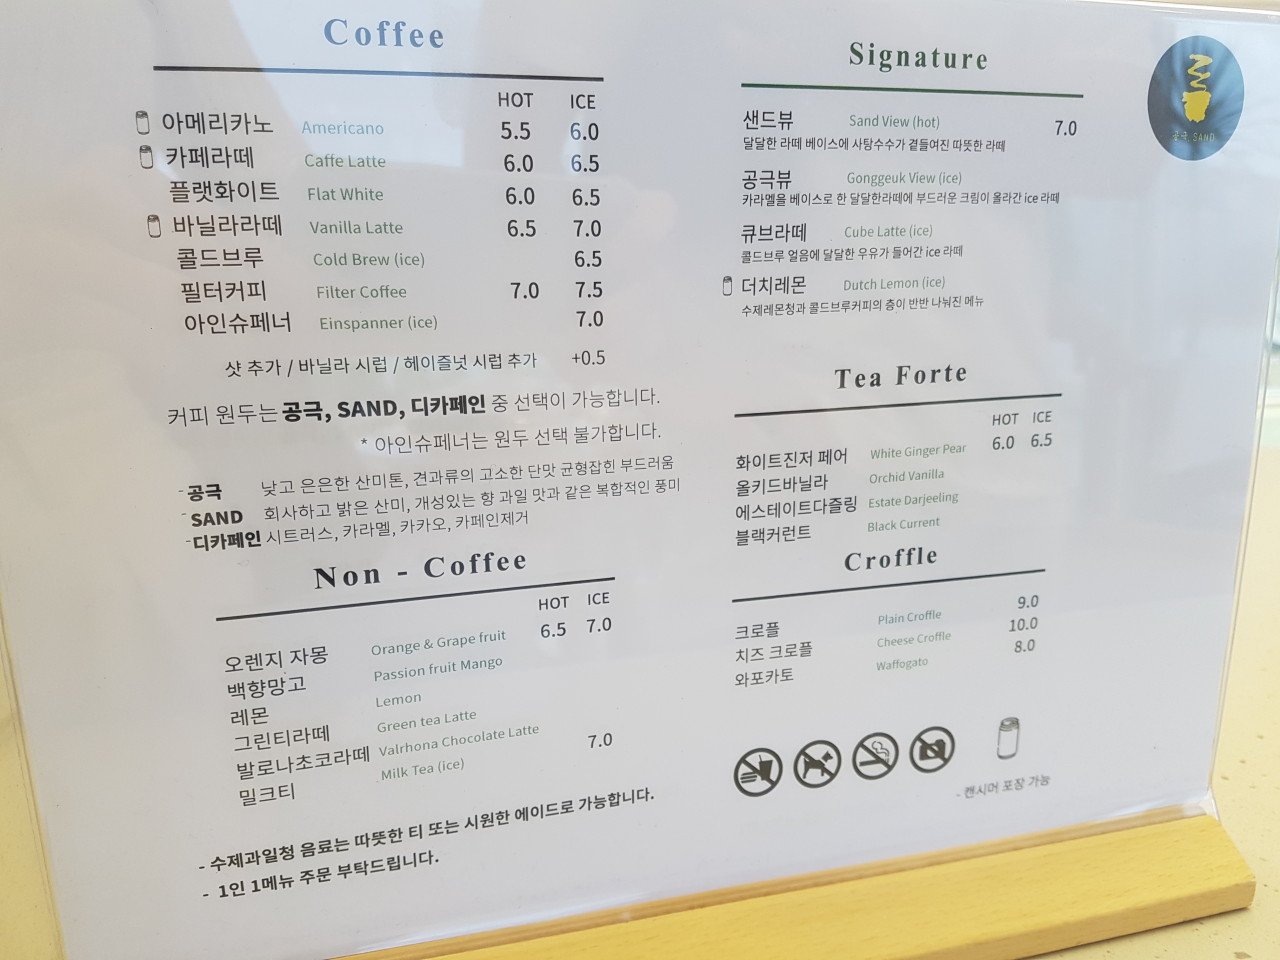 Coffee
HOT ICE
아메리카노 Americano 5.5 6.0
카페라떼 Caffe Latte 6.0 6.5
플랫화이트 Flat White 6.0 6.5
바닐라라떼 Vanilla Latte 6.5 7.0
콜드브루 Cold Brew (ice) 6.5
필터커피 Filter Coffee 7.0 7.5
아인슈페너 Einspanner (ice) 7.0
샷 추가 / 바닐라 시럽 / 헤이즐넛 시럽 추가 +0.5
커피 원두는 공극, SAND, 디카페인 중 선택이 가능합니다.
* 아인슈페너는 원두 선택 불가합니다.
-공극 낮고 은은한 산미톤, 견과류의 고소한 단맛 균형잡힌 부드러움
-SAND 회사하고 밝은 산미, 개성있는 향 과일 맛과 같은 복합적인 풍미
-디카페인 시트러스, 카라멜, 카카오, 카페인제거
Non - Coffee
HOT ICE
오렌지 자몽 Orange & Grape fruit 6.5 7.0
백향망고 Passion fruit Mango
레몬 Lemon
그린티라떼 Green tea Latte
발로나초코라떼 Valrhona Chocolate Latte
밀크티 Milk Tea (ice) 7.0
- 수제과일청 음료는 따뜻한 티 또는 시원한 에이드로 가능합니다.
- 1인 1메뉴 주문 부탁드립니다.
Signature
샌드뷰 Sand View (hot) 7.0
달달한 라떼 베이스에 사탕수수가 곁들여진 따뜻한 라떼
공극뷰 Gonggeuk View (ice)
카라멜을 베이스로 한 달달한라떼에 부드러운 크림이 올라간 ice 라떼
큐브라떼 Cube Latte (ice)
콜드브루 얼음에 달달한 우유가 들어간 ice 라떼
더치레몬 Dutch Lemon (ice)
수제레몬청과 콜드브루커피의 층이 반반 나눠진 메뉴
Tea Forte
HOT ICE
화이트진저 페어 White Ginger Pear 6.0 6.5
올키드바닐라 Orchid Vanilla
에스테이트다즐링 Estate Darjeeling
블랙커런트 Black Current
Croffle
크로플 Plain Croffle 9.0
치즈 크로플 Cheese Croffle 10.0
와포카토 Waffogato 8.0
- 캔시머 포장 가능
공극, SAND